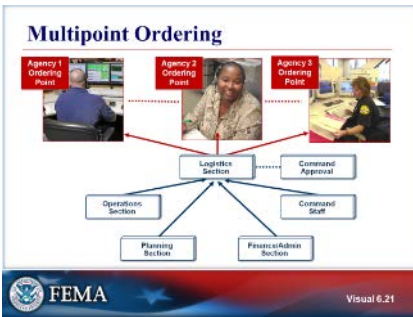 Multipoint Ordering
Agency 1
Ordering
Point
Agency 2
Ordering
Point
Agency 3
Ordering
Point
Logistics
Section
Command
Approval
Operations
Section
Command
Staff
Planning
Section
Finance/Admin
Section
FEMA
Visual 6.21